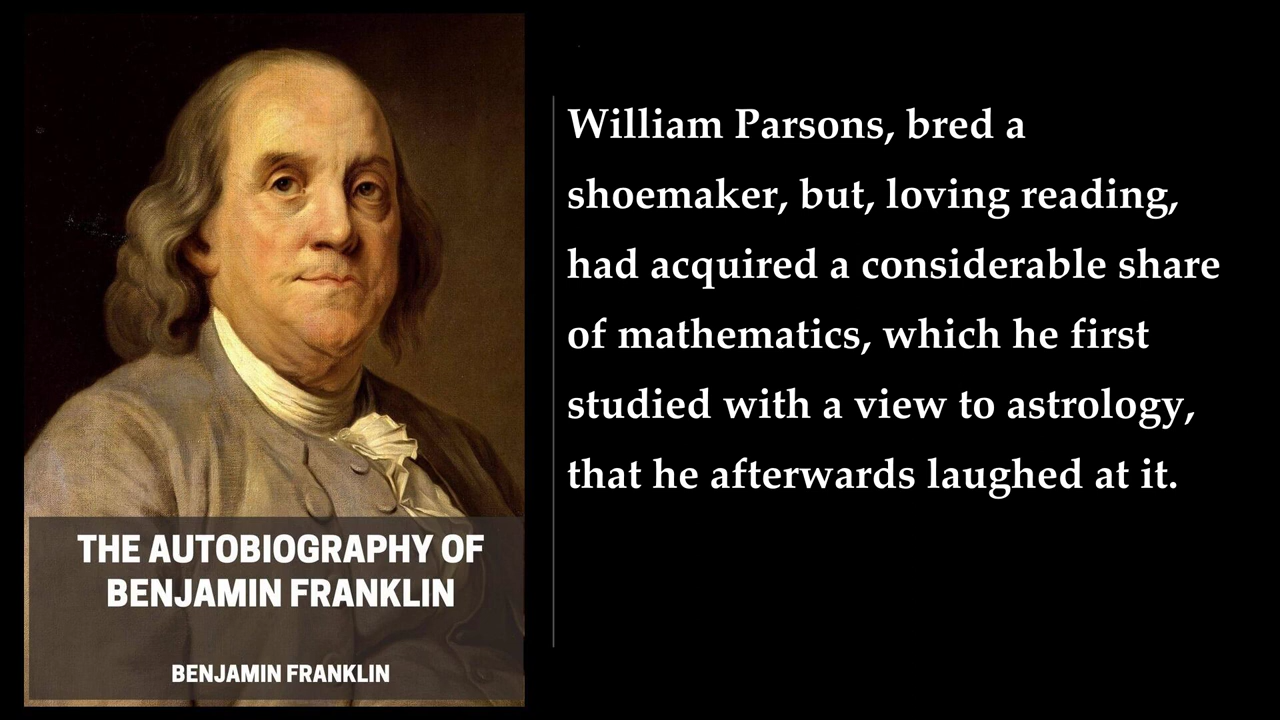 THE AUTOBIOGRAPHY OF
BENJAMIN FRANKLIN
BENJAMIN FRANKLIN
William Parsons, bred a
shoemaker, but, loving reading,
had acquired a considerable share
of mathematics, which he first
studied with a view to astrology,
that he afterwards laughed at it.